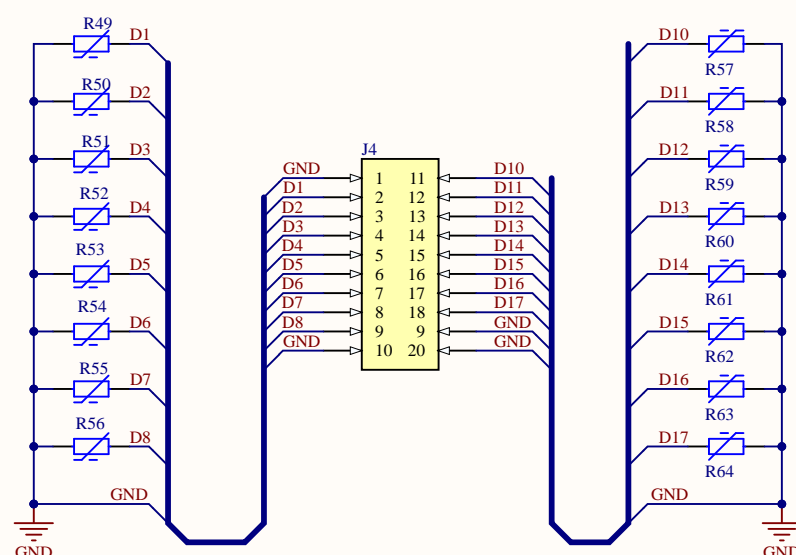 R49 D1 D10 R57
R50 D2 D11 R58
R51 D3 D12 R59
R52 D4 D13 R60
R53 D5 D14 R61
R54 D6 D15 R62
R55 D7 D16 R63
R56 D8 D17 R64
GND GND
GND GND
J4
GND 1 11 D10
D1 2 12 D11
D2 3 13 D12
D3 4 14 D13
D4 5 15 D14
D5 6 16 D15
D6 7 17 D16
D7 8 18 D17
D8 9 9 GND
GND 10 20 GND